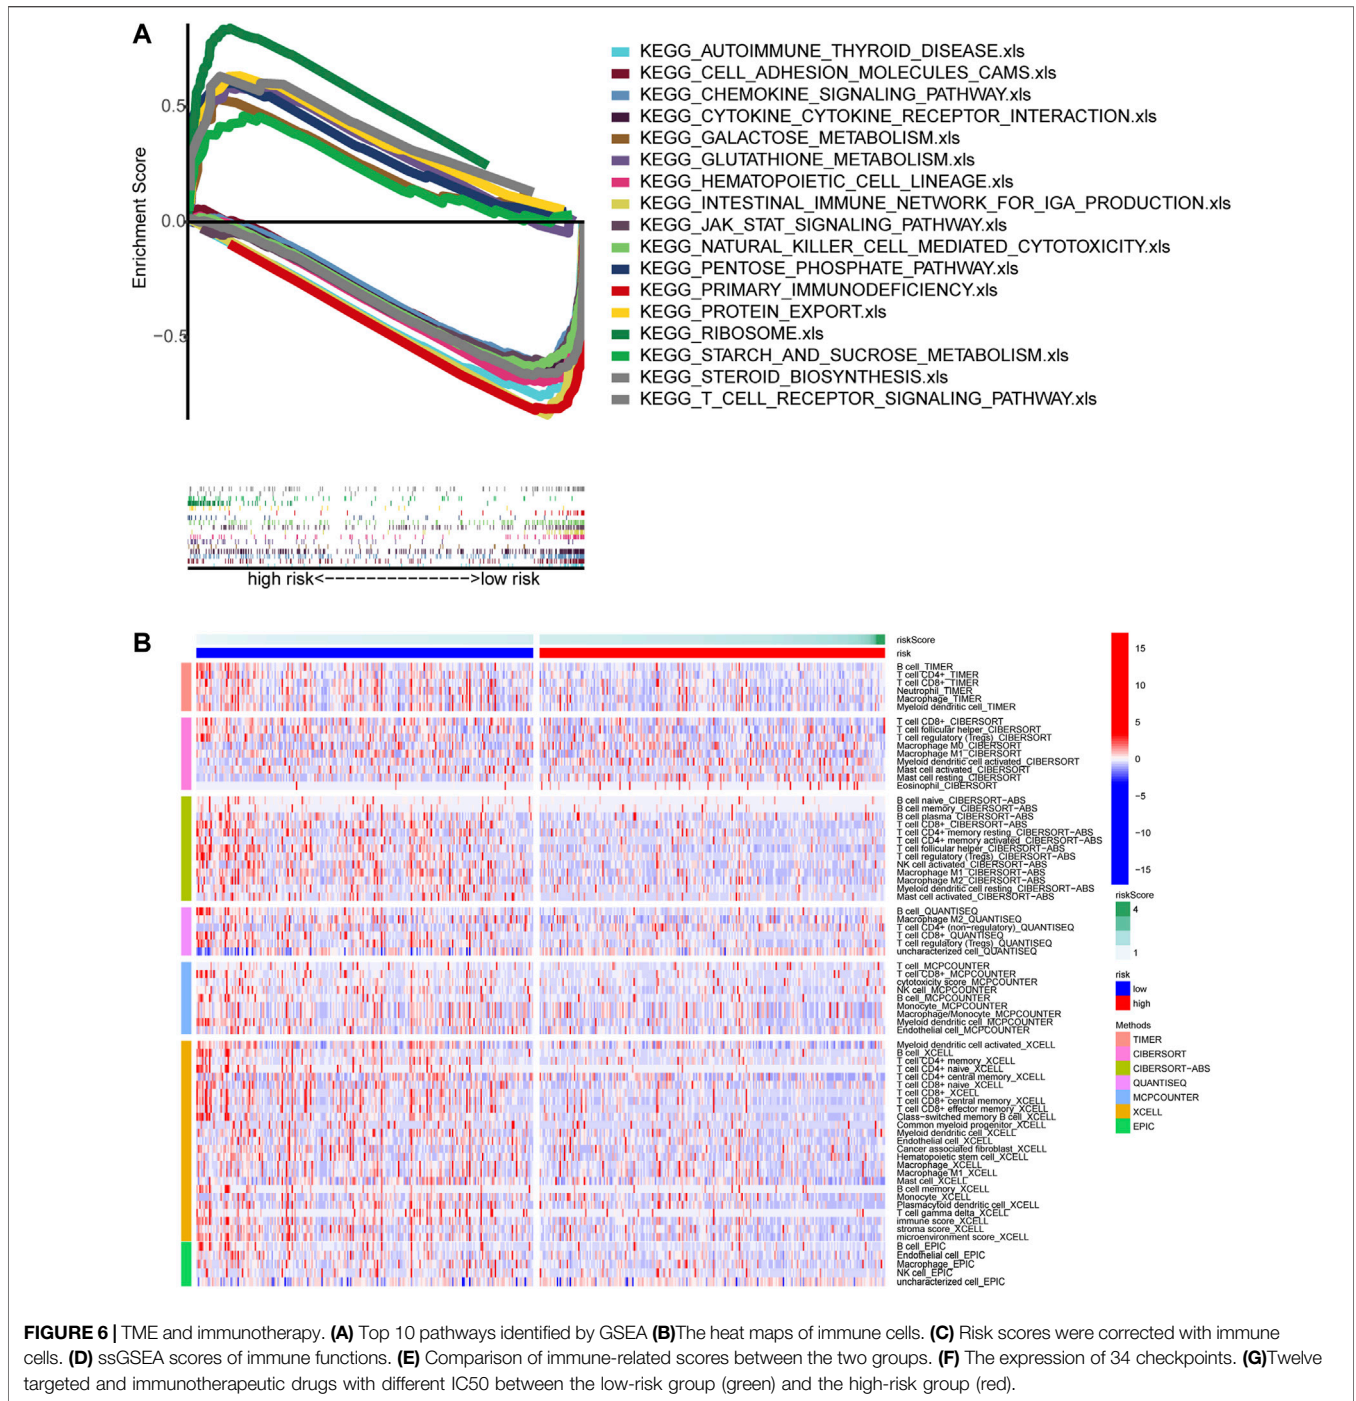 A
Enrichment Score
0.5
0.0
−0.5
KEGG_AUTOIMMUNE_THYROID_DISEASE.xls
KEGG_CELL_ADHESION_MOLECULES_CAMS.xls
KEGG_CHEMOKINE_SIGNALING_PATHWAY.xls
KEGG_CYTOKINE_CYTOKINE_RECEPTOR_INTERACTION.xls
KEGG_GALACTOSE_METABOLISM.xls
KEGG_GLUTATHIONE_METABOLISM.xls
KEGG_HEMATOPOIETIC_CELL_LINEAGE.xls
KEGG_INTESTINAL_IMMUNE_NETWORK_FOR_IGA_PRODUCTION.xls
KEGG_JAK_STAT_SIGNALING_PATHWAY.xls
KEGG_NATURAL_KILLER_CELL_MEDIATED_CYTOTOXICITY.xls
KEGG_PENTOSE_PHOSPHATE_PATHWAY.xls
KEGG_PRIMARY_IMMUNODEFICIENCY.xls
KEGG_PROTEIN_EXPORT.xls
KEGG_RIBOSOME.xls
KEGG_STARCH_AND_SUCROSE_METABOLISM.xls
KEGG_STEROID_BIOSYNTHESIS.xls
KEGG_T_CELL_RECEPTOR_SIGNALING_PATHWAY.xls
high risk<--------------->low risk
B
riskScore
risk
B cell_TIMER
T cell CD4+_TIMER
T cell CD8+_TIMER
Neutrophil_TIMER
Macrophage_TIMER
Myeloid dendritic cell_TIMER
T cell CD8+_CIBERSORT
T cell follicular helper_CIBERSORT
T cell regulatory (Tregs)_CIBERSORT
Macrophage M0_CIBERSORT
Macrophage M1_CIBERSORT
Myeloid dendritic cell activated_CIBERSORT
Mast cell activated_CIBERSORT
Mast cell resting_CIBERSORT
Eosinophil_CIBERSORT
B cell naive_CIBERSORT−ABS
B cell memory_CIBERSORT−ABS
B cell plasma_CIBERSORT−ABS
T cell CD8+_CIBERSORT−ABS
T cell CD4+ memory resting_CIBERSORT−ABS
T cell CD4+ memory activated_CIBERSORT−ABS
T cell follicular helper_CIBERSORT−ABS
T cell regulatory (Tregs)_CIBERSORT−ABS
NK cell activated_CIBERSORT−ABS
Macrophage M1_CIBERSORT−ABS
Macrophage M2_CIBERSORT−ABS
Myeloid dendritic cell resting_CIBERSORT−ABS
Mast cell activated_CIBERSORT−ABS
B cell_QUANTISEQ
Macrophage M2_QUANTISEQ
T cell CD4+ (non−regulatory)_QUANTISEQ
T cell CD8+_QUANTISEQ
T cell regulatory (Tregs)_QUANTISEQ
uncharacterized cell_QUANTISEQ
T cell_MCPCOUNTER
T cell CD8+_MCPCOUNTER
cytotoxicity score_MCPCOUNTER
NK cell_MCPCOUNTER
B cell_MCPCOUNTER
Monocyte_MCPCOUNTER
Macrophage/Monocyte_MCPCOUNTER
Myeloid dendritic cell_MCPCOUNTER
Endothelial cell_MCPCOUNTER
Myeloid dendritic cell activated_XCELL
B cell_XCELL
T cell CD4+ memory_XCELL
T cell CD4+ naive_XCELL
T cell CD4+ central memory_XCELL
T cell CD8+ naive_XCELL
T cell CD8+_XCELL
T cell CD8+ central memory_XCELL
T cell CD8+ effector memory_XCELL
Class−switched memory B cell_XCELL
Common myeloid progenitor_XCELL
Myeloid dendritic cell_XCELL
Endothelial cell_XCELL
Cancer associated fibroblast_XCELL
Hematopoietic stem cell_XCELL
Macrophage_XCELL
Macrophage M1_XCELL
Mast cell_XCELL
B cell memory_XCELL
Monocyte_XCELL
Plasmacytoid dendritic cell_XCELL
T cell gamma delta_XCELL
immune score_XCELL
stroma score_XCELL
microenvironment score_XCELL
B cell_EPIC
Endothelial cell_EPIC
Macrophage_EPIC
NK cell_EPIC
uncharacterized cell_EPIC
15
10
5
0
−5
−10
−15
riskScore
4
1
risk
low
high
Methods
TIMER
CIBERSORT
CIBERSORT−ABS
QUANTISEQ
MCPCOUNTER
XCELL
EPIC
FIGURE 6 | TME and immunotherapy. (A) Top 10 pathways identified by GSEA (B)The heat maps of immune cells. (C) Risk scores were corrected with immune
cells. (D) ssGSEA scores of immune functions. (E) Comparison of immune-related scores between the two groups. (F) The expression of 34 checkpoints. (G)Twelve
targeted and immunotherapeutic drugs with different IC50 between the low-risk group (green) and the high-risk group (red).